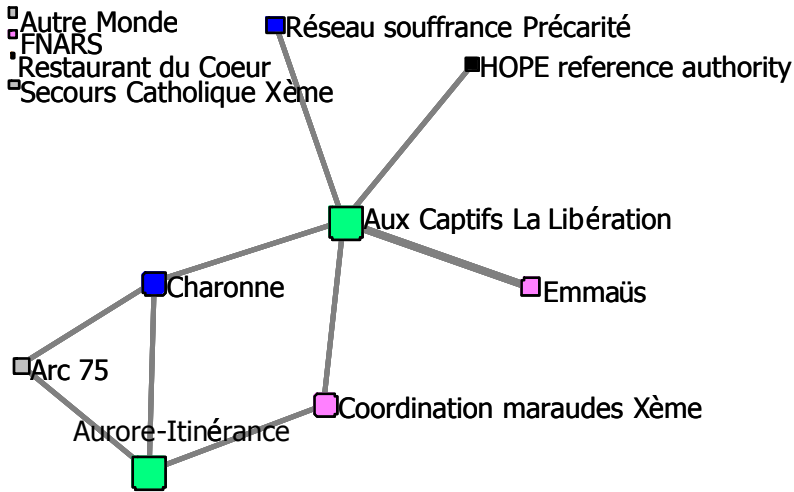 Autre Monde
FNARS
Restaurant du Coeur
Secours Catholique Xème
Réseau souffrance Précarité
HOPE reference authority
Aux Captifs La Libération
Charonne
Emmaüs
Arc 75
Coordination maraudes Xème
Aurore-Itinérance